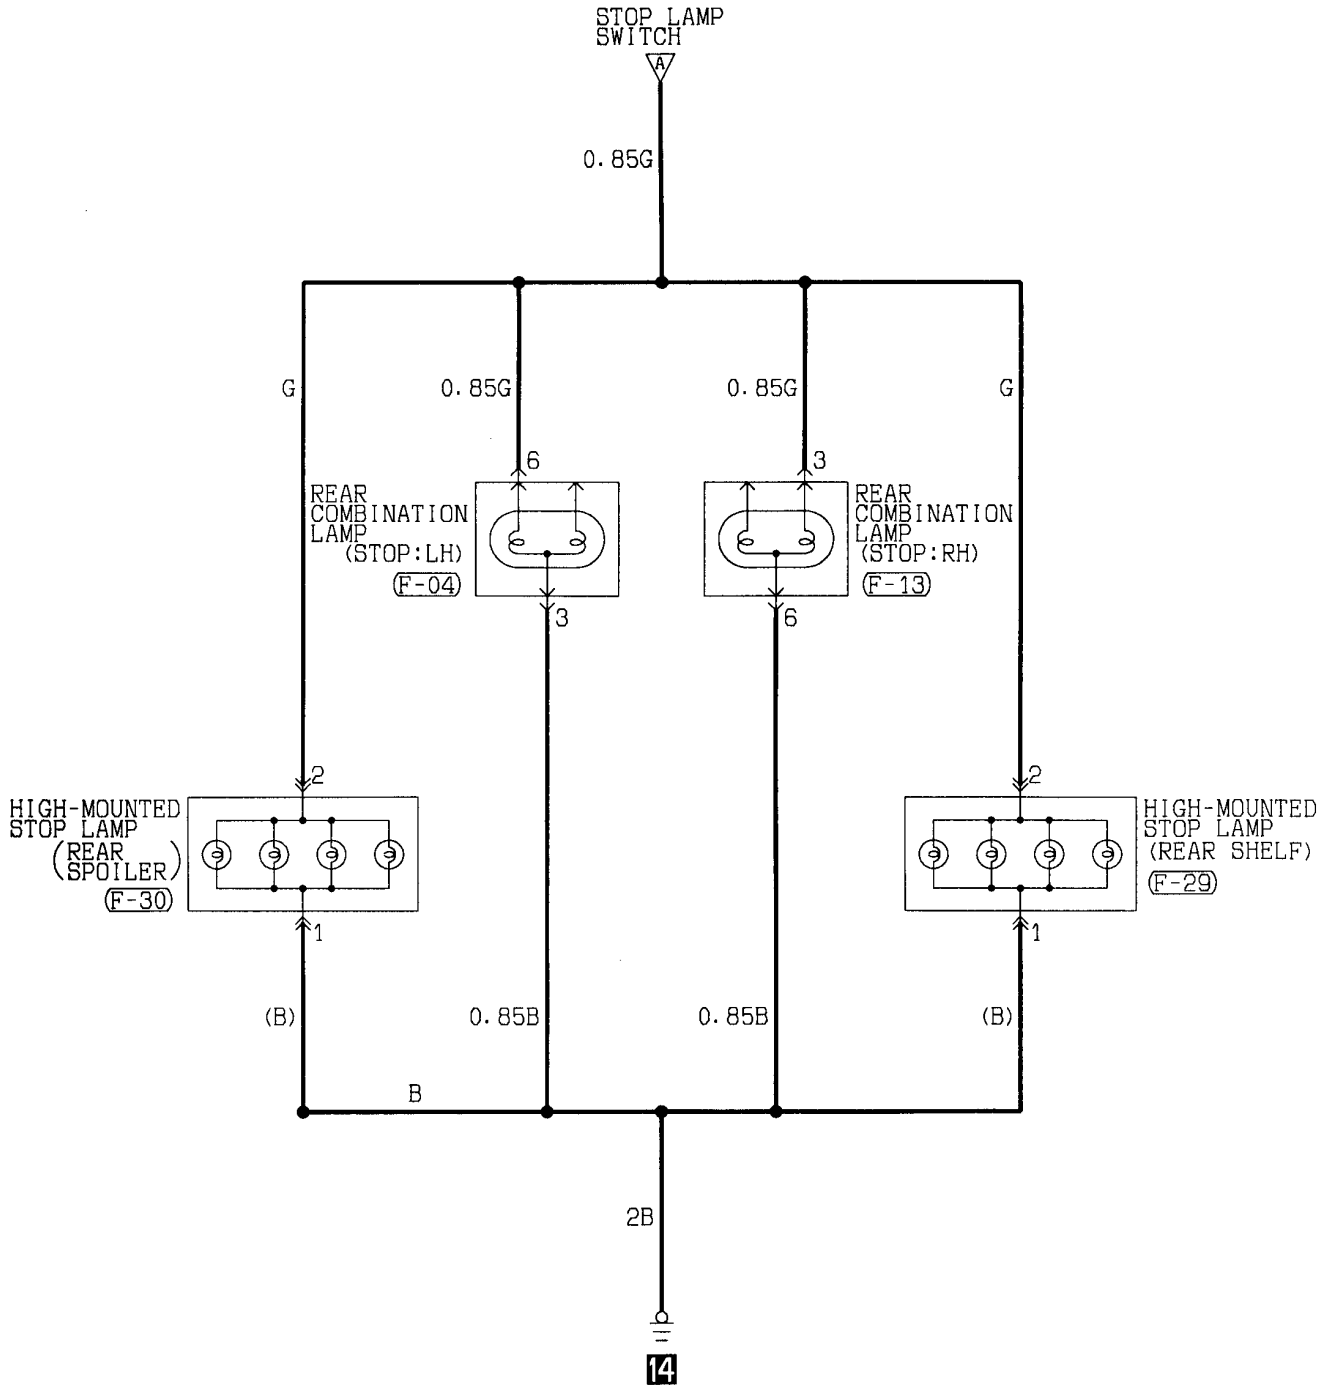 STOP LAMP
SWITCH
A
0.85G
G
0.85G
0.85G
G
6
3
REAR
COMBINATION
LAMP
(STOP:LH)
F-04
REAR
COMBINATION
LAMP
(STOP:RH)
F-13
3
6
2
2
HIGH-MOUNTED
STOP LAMP
(REAR
SPOILER)
F-30
HIGH-MOUNTED
STOP LAMP
(REAR SHELF)
F-29
1
1
(B)
0.85B
0.85B
(B)
B
2B
14